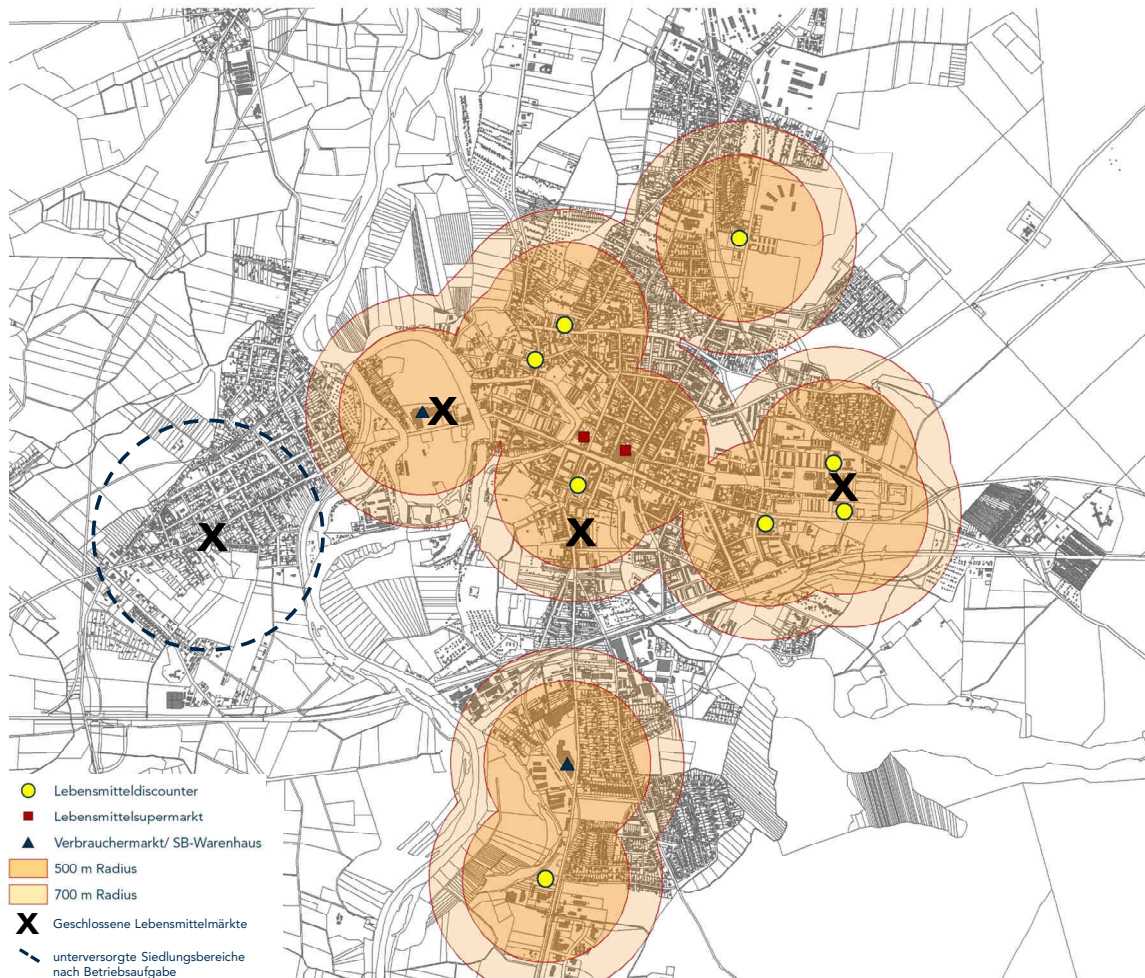 X
X
X
X
Lebensmitteldiscounter
Lebensmittelsupermarkt
Verbrauchermarkt/ SB-Warenhaus
500 m Radius
700 m Radius
X Geschlossene Lebensmittelmärkte
unterversorgte Siedlungsbereiche
nach Betriebsaufgabe